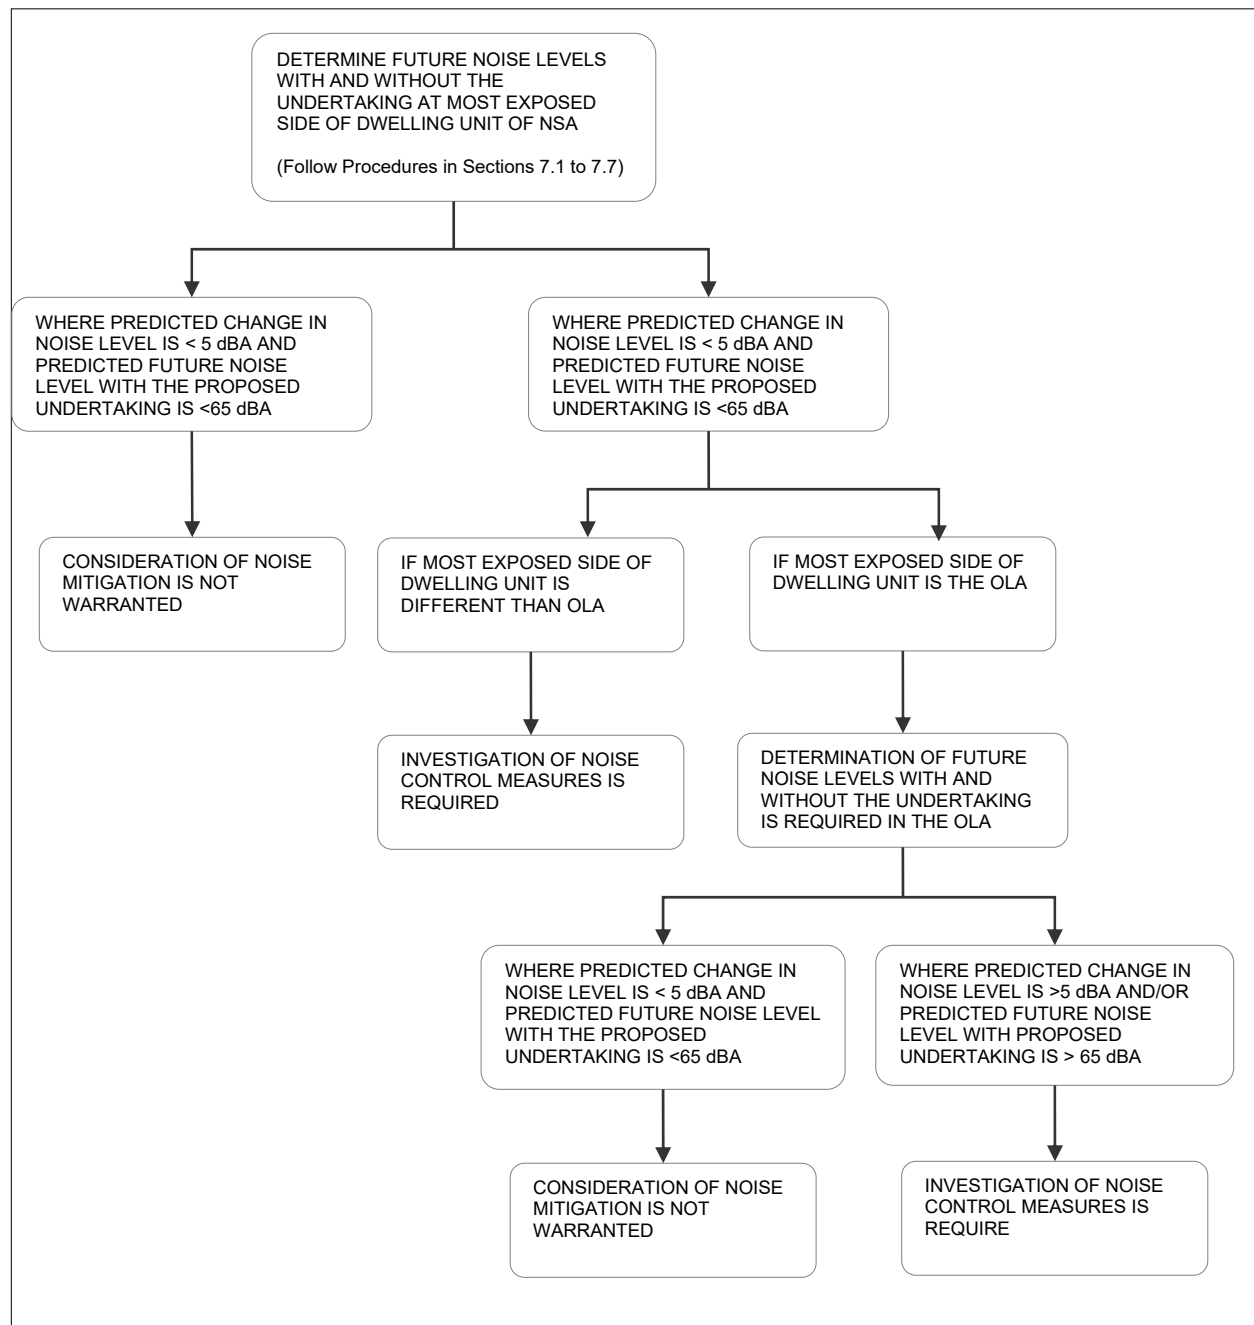 DETERMINE FUTURE NOISE LEVELS
WITH AND WITHOUT THE
UNDERTAKING AT MOST EXPOSED
SIDE OF DWELLING UNIT OF NSA
(Follow Procedures in Sections 7.1 to 7.7)
WHERE PREDICTED CHANGE IN
NOISE LEVEL IS < 5 dBA AND
PREDICTED FUTURE NOISE
LEVEL WITH THE PROPOSED
UNDERTAKING IS <65 dBA
WHERE PREDICTED CHANGE IN
NOISE LEVEL IS < 5 dBA AND
PREDICTED FUTURE NOISE
LEVEL WITH THE PROPOSED
UNDERTAKING IS <65 dBA
CONSIDERATION OF NOISE
MITIGATION IS NOT
WARRANTED
IF MOST EXPOSED SIDE OF
DWELLING UNIT IS
DIFFERENT THAN OLA
IF MOST EXPOSED SIDE OF
DWELLING UNIT IS THE OLA
INVESTIGATION OF NOISE
CONTROL MEASURES IS
REQUIRED
DETERMINATION OF FUTURE
NOISE LEVELS WITH AND
WITHOUT THE UNDERTAKING
IS REQUIRED IN THE OLA
WHERE PREDICTED CHANGE IN
NOISE LEVEL IS < 5 dBA AND
PREDICTED FUTURE NOISE LEVEL
WITH THE PROPOSED
UNDERTAKING IS <65 dBA
WHERE PREDICTED CHANGE IN
NOISE LEVEL IS >5 dBA AND/OR
PREDICTED FUTURE NOISE
LEVEL WITH PROPOSED
UNDERTAKING IS > 65 dBA
CONSIDERATION OF NOISE
MITIGATION IS NOT
WARRANTED
INVESTIGATION OF NOISE
CONTROL MEASURES IS
REQUIRE